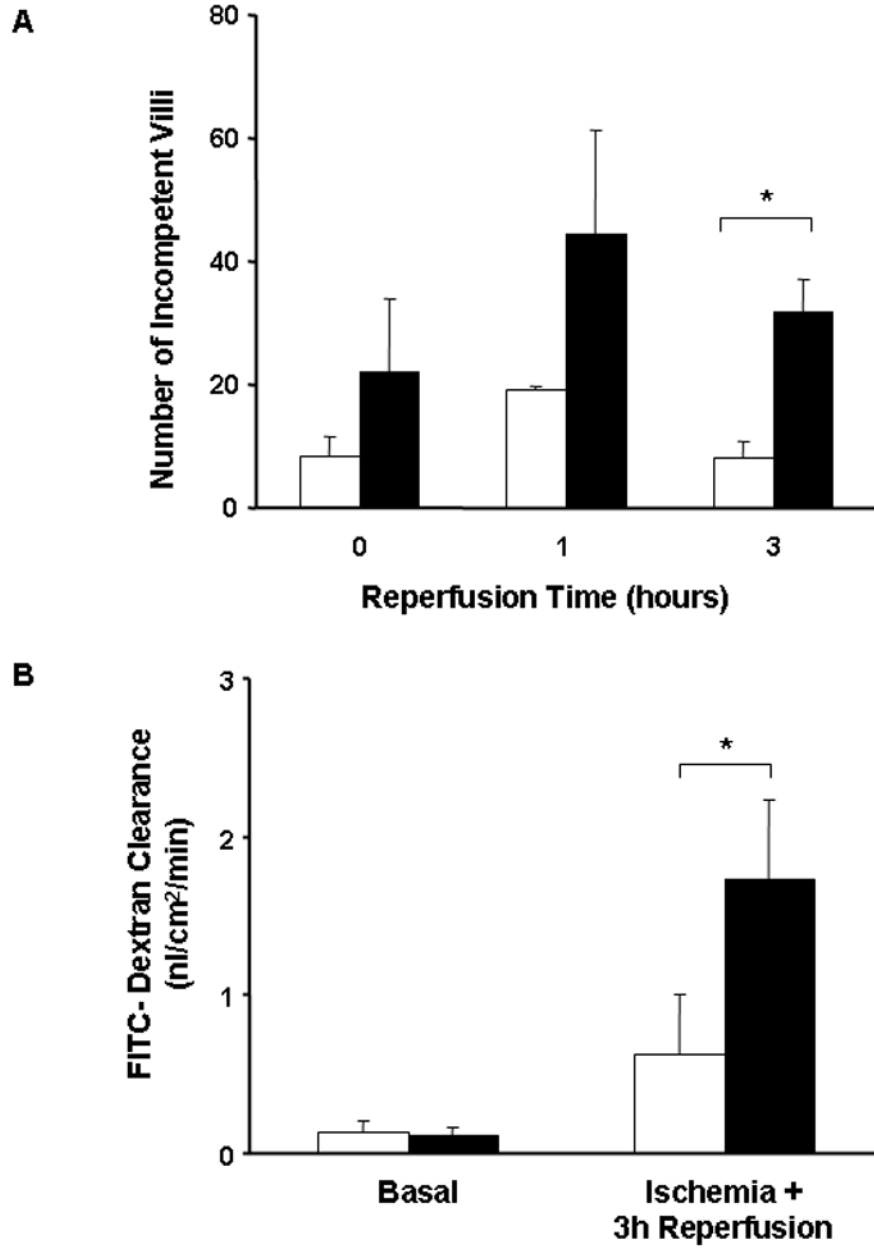 A
80
60
40
20
0
Number of Incompetent Villi
*
0 1 3
Reperfusion Time (hours)
B
3
2
1
0
FITC- Dextran Clearance
(nl/cm²/min)
*
Basal
Ischemia +
3h Reperfusion